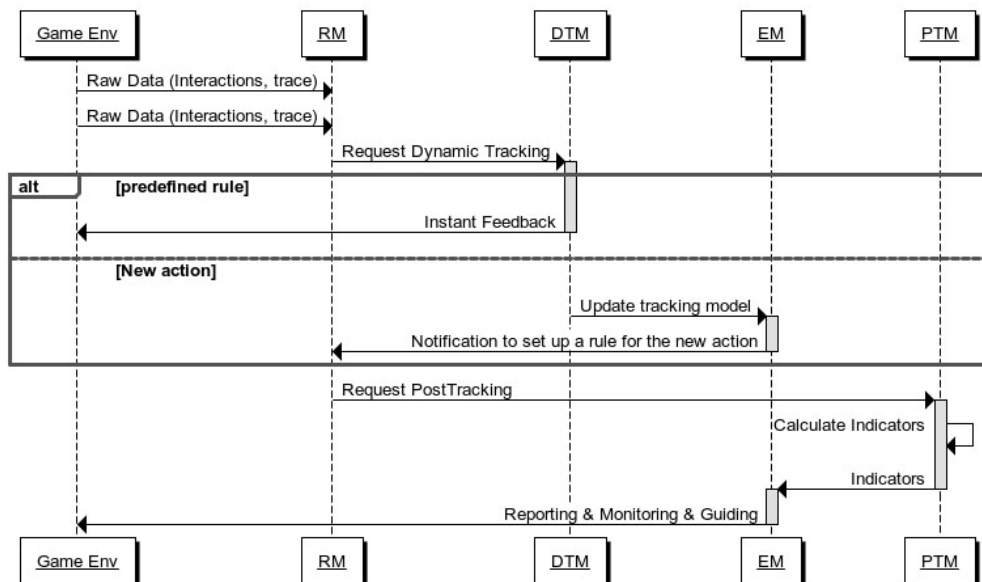 Game Env
RM
DTM
EM
PTM
Raw Data (Interactions, trace)
Raw Data (Interactions, trace)
Request Dynamic Tracking
alt
[predefined rule]
Instant Feedback
[New action]
Update tracking model
Notification to set up a rule for the new action
Request PostTracking
Calculate Indicators
Indicators
Reporting & Monitoring & Guiding
Game Env
RM
DTM
EM
PTM